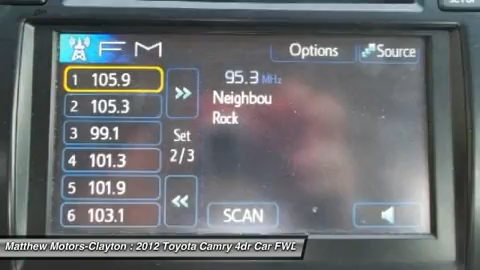 FM
Options
Source
1 105.9
2 105.3
3 99.1
4 101.3
5 101.9
6 103.1
Set
2/3
95.3 MHz
Neighbou
Rock
SCAN
Matthew Motors-Clayton : 2012 Toyota Camry 4dr Car FWD